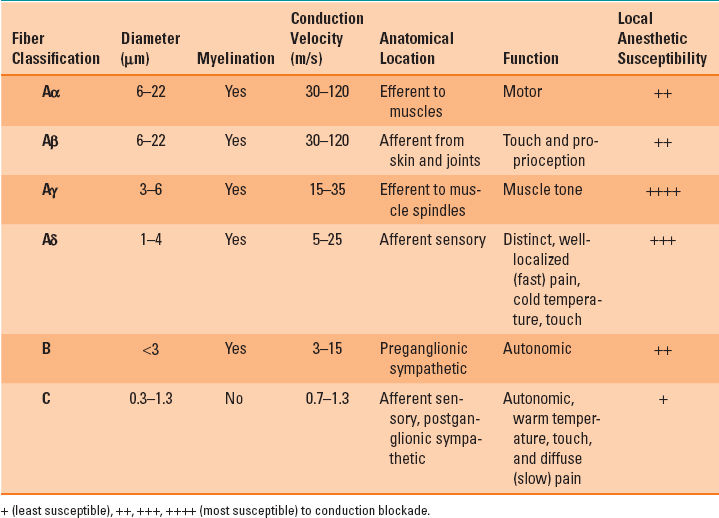 Fiber Classification Diameter (μm) Myelination Conduction Velocity (m/s) Anatomical Location Function Local Anesthetic Susceptibility
Aα 6–22 Yes 30–120 Efferent to muscles Motor ++
Aβ 6–22 Yes 30–120 Afferent from skin and joints Touch and pro-prioception ++
Aγ 3–6 Yes 15–35 Efferent to mus-cle spindles Muscle tone ++++
Aδ 1–4 Yes 5–25 Afferent sensory Distinct, well-localized (fast) pain, cold tempera-ture, touch +++
B <3 Yes 3–15 Preganglionic sympathetic Autonomic ++
C 0.3–1.3 No 0.7–1.3 Afferent sen-sory, postgan-glionic sympa-thetic Autonomic, warm temper-ature, touch, and diffuse (slow) pain +
+ (least susceptible), ++, +++, ++++ (most susceptible) to conduction blockade.